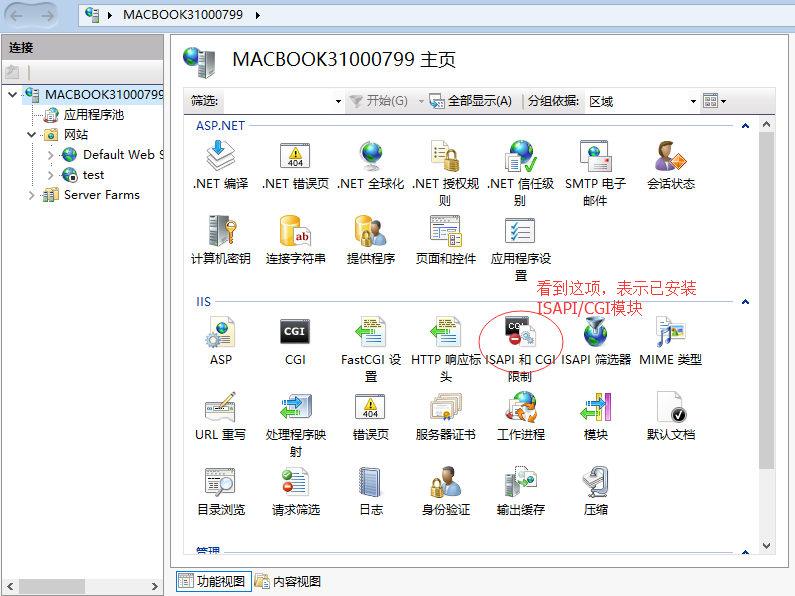 MACBOOK31000799
连接
MACBOOK31000799
应用程序池
网站
Default Web S
test
Server Farms
MACBOOK31000799 主页
筛选:
开始(G)
全部显示(A)
分组依据:
区域
ASP.NET
.NET 编译
404
.NET 错误页
.NET 全球化
.NET 授权规
则
.NET 信任级
别
SMTP 电子
邮件
会话状态
计算机密钥
ab
连接字符串
提供程序
页面和控件
应用程序设
置
看到这项，表示已安装
ISAPI/CGI模块
IIS
ASP
CGI
CGI
FastCGI 设
置
HTTP 响应标
头
CGI
ISAPI 和 CGI
限制
ISAPI 筛选器
MIME 类型
URL 重写
处理程序映
射
404
错误页
服务器证书
工作进程
模块
默认文档
目录浏览
请求筛选
日志
身份验证
输出缓存
压缩
管理
功能视图
内容视图